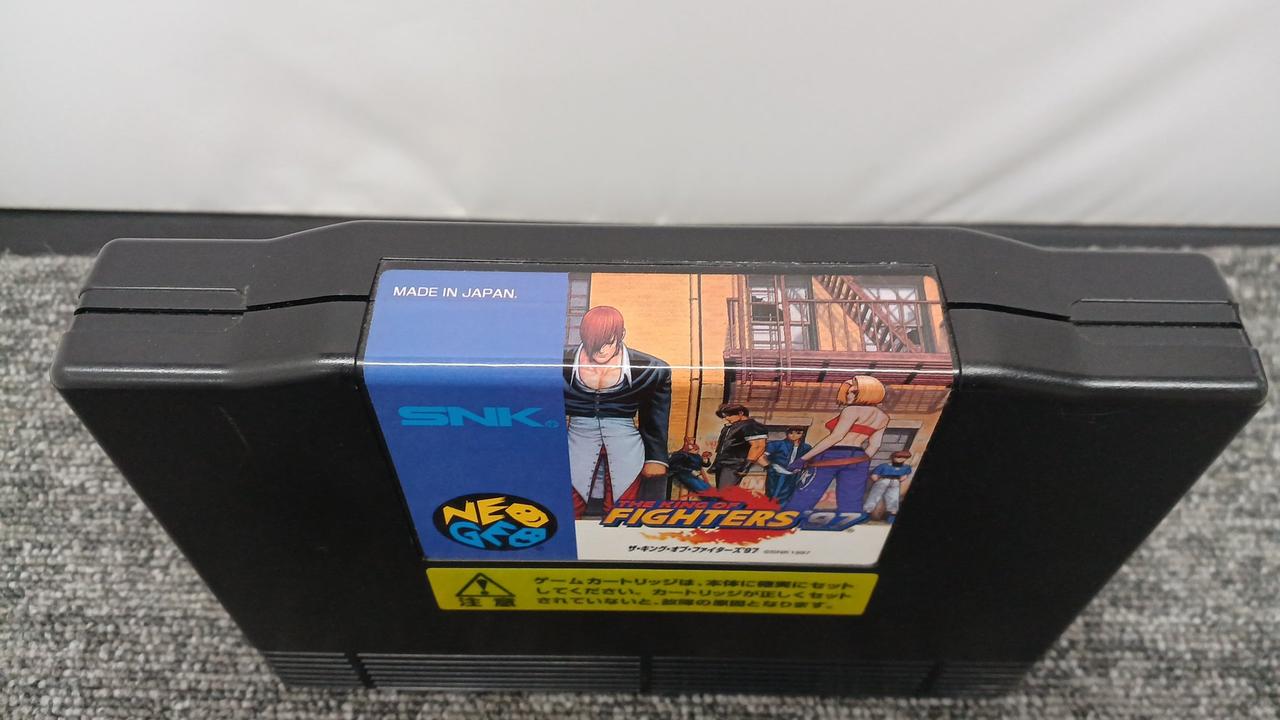 MADE IN JAPAN.
SNK®
NEO
GEO
THE KING OF
FIGHTERS '97
ザ・キング・オブ・ファイターズ'97 ©SNK 1997
ゲームカートリッジは、本体に確実にセット
注意 してください。カートリッジが正しくセット
されていないと、故障の原因となります。